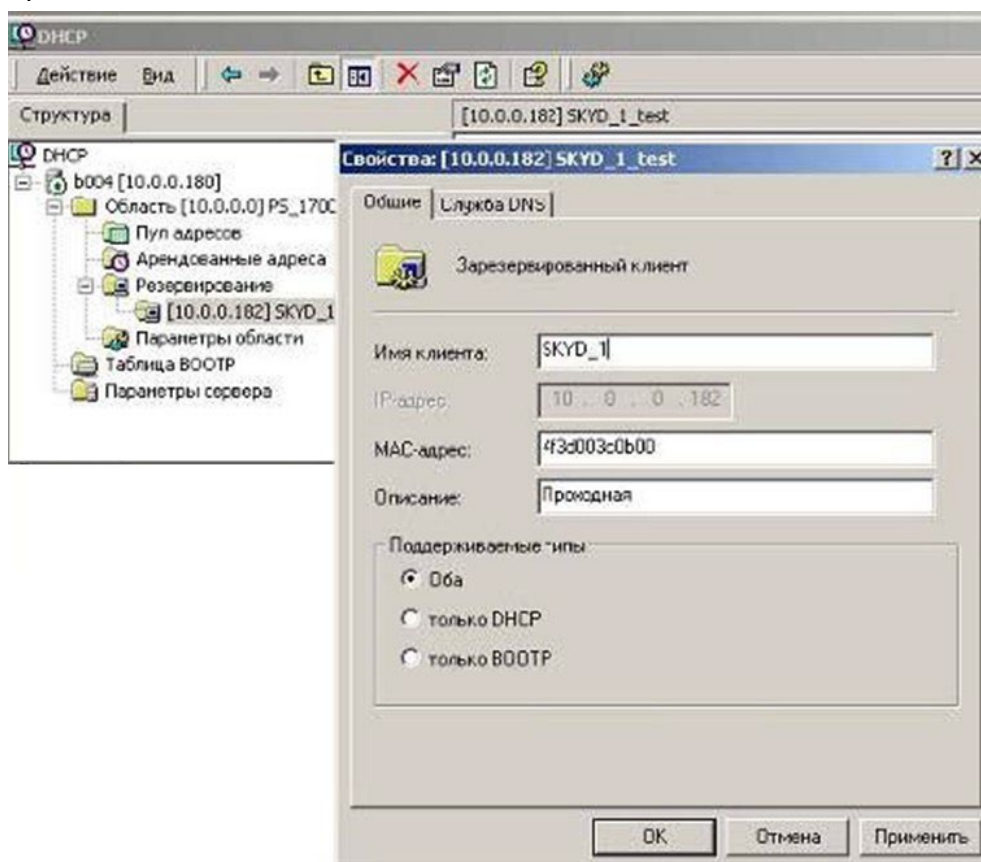 DHCP
Действие Вид
Структура
[10.0.0.182] SKYD_1_test
DHCP
b004 [10.0.0.180]
Область [10.0.0.0] PS_170
Пул адресов
Арендованные адреса
Резервирование
[10.0.0.182] SKYD_1
Параметры области
Таблица BOOTP
Параметры сервера
Свойства: [10.0.0.182] SKYD_1_test
Общие Служба DNS
Зарезервированный клиент
Имя клиента: SKYD_1
IP-адрес: 10 . 0 . 0 . 182
MAC-адрес: 4f3d003c0b00
Описание: Проходная
Поддерживаемые типы
Оба
только DHCP
только BOOTP
OK Отмена Применить